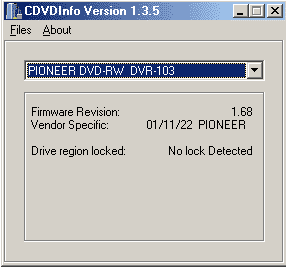 CDVDInfo Version 1.3.5
Files About
PIONEER DVD-RW DVR-103
Firmware Revision: 1.68
Vendor Specific: 01/11/22 PIONEER
Drive region locked: No lock Detected